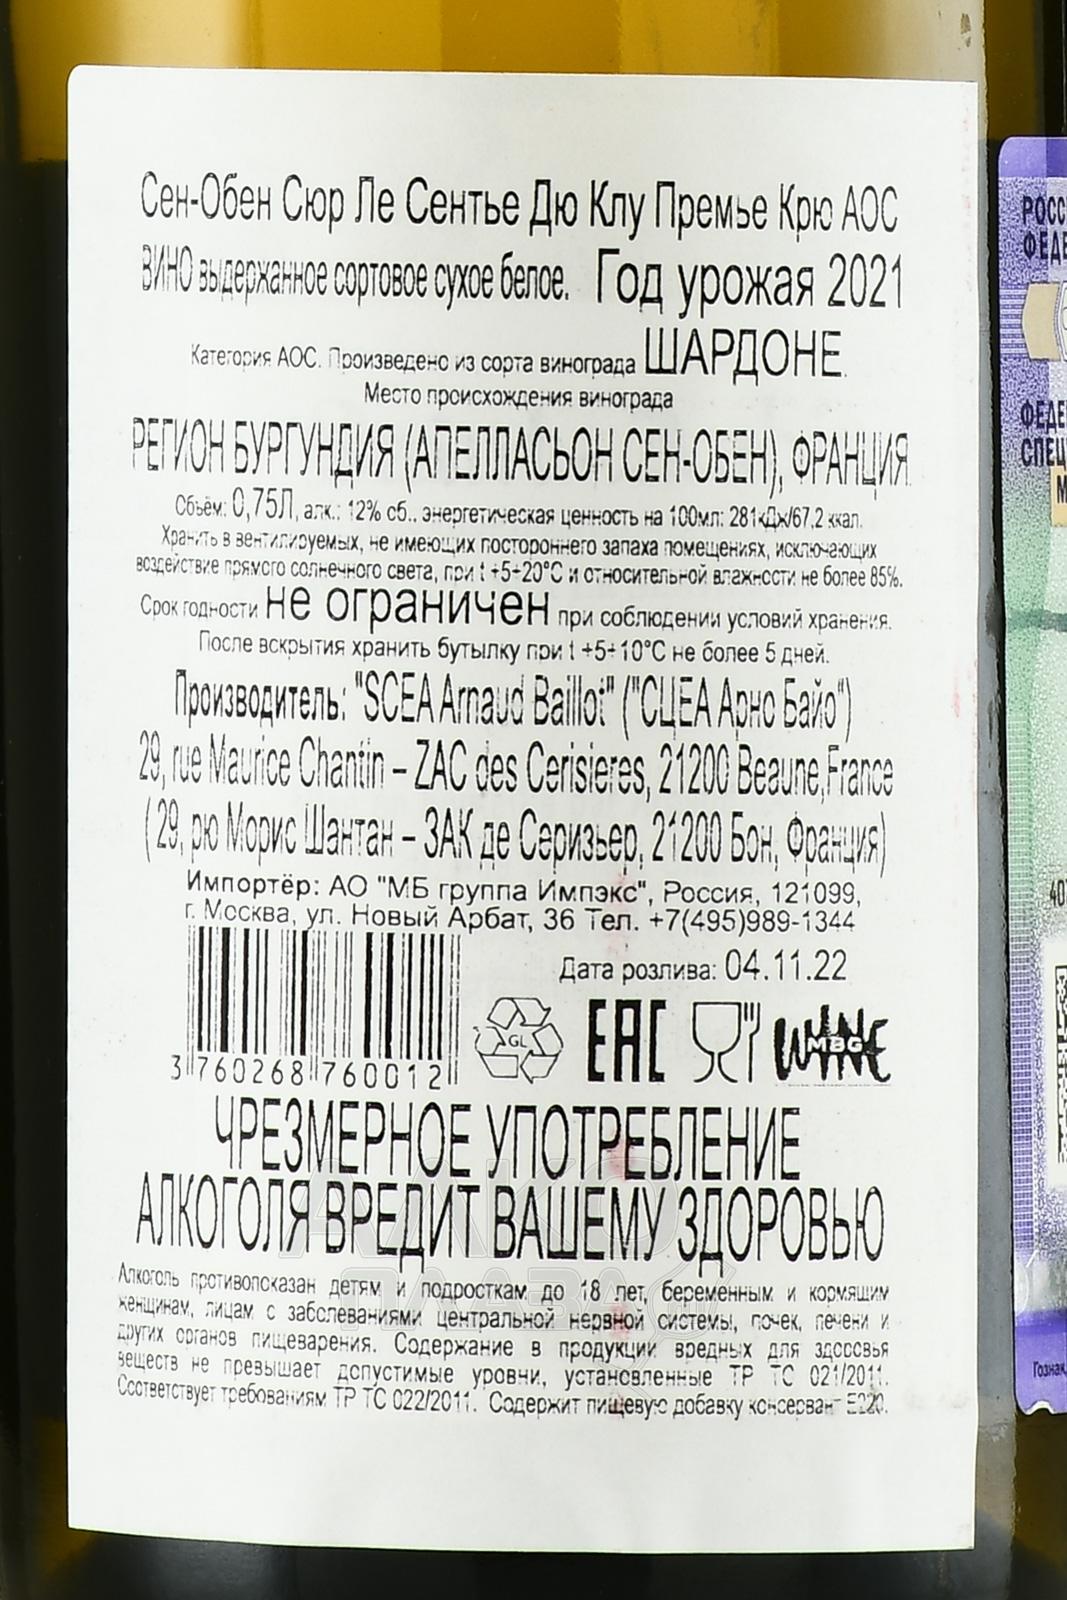 Сен-Обен Сюр Ле Сентье Дю Клу Премье Крю АОС
ВИНО выдержанное сортовое сухое белое. Год урожая 2021
Категория АОС. Произведено из сорта винограда ШАРДОНЕ.
Место происхождения винограда
РЕГИОН БУРГУНДИЯ (АПЕЛЛАСЬОН СЕН-ОБЕН), ФРАНЦИЯ
Объём: 0,75Л, алк.: 12% об., энергетическая ценность на 100мл: 281кДж/67,2 ккал.
Хранить в вентилируемых, не имеющих постороннего запаха помещениях, исключающих
воздействие прямого солнечного света, при t +5÷20°С и относительной влажности не более 85%.
Срок годности не ограничен при соблюдении условий хранения.
После вскрытия хранить бутылку при t +5÷10°С не более 5 дней.
Производитель: "SCEA Arnaud Baillot" ("СЦЕА Арно Байо")
29, rue Maurice Chantin – ZAC des Cerisieres, 21200 Beaune,France
( 29, рю Морис Шантан – ЗАК де Серизьер, 21200 Бон, Франция)
Импортёр: АО "МБ группа Импэкс", Россия, 121099,
г. Москва, ул. Новый Арбат, 36 Тел. +7(495)989-1344
Дата розлива: 04.11.22
GL
ЕАС
WINE
MBG
3 760268 760012
ЧРЕЗМЕРНОЕ УПОТРЕБЛЕНИЕ
АЛКОГОЛЯ ВРЕДИТ ВАШЕМУ ЗДОРОВЬЮ
Алкоголь противопоказан детям и подросткам до 18 лет, беременным и кормящим
женщинам, лицам с заболеваниями центральной нервной системы, почек, печени и
других органов пищеварения. Содержание в продукции вредных для здоровья
веществ не превышает допустимые уровни, установленные ТР ТС 021/2011.
Соответствует требованиям ТР ТС 022/2011. Содержит пищевую добавку консервант Е220.
АЛКО
ПЛАЗА